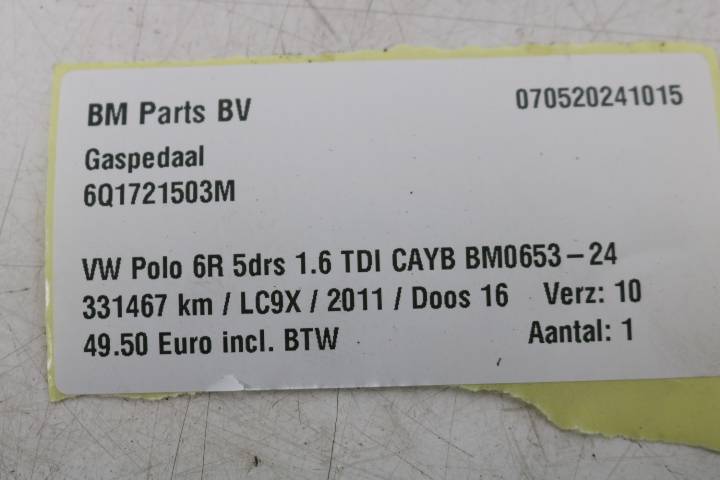 BM Parts BV 070520241015
Gaspedaal
6Q1721503M
VW Polo 6R 5drs 1.6 TDI CAYB BM0653-24
331467 km / LC9X / 2011 / Doos 16 Verz: 10
49.50 Euro incl. BTW Aantal: 1